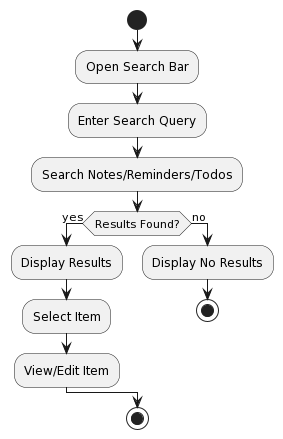 Open Search Bar
Enter Search Query
Search Notes/Reminders/Todos
yes
Results Found?
no
Display Results
Display No Results
Select Item
View/Edit Item